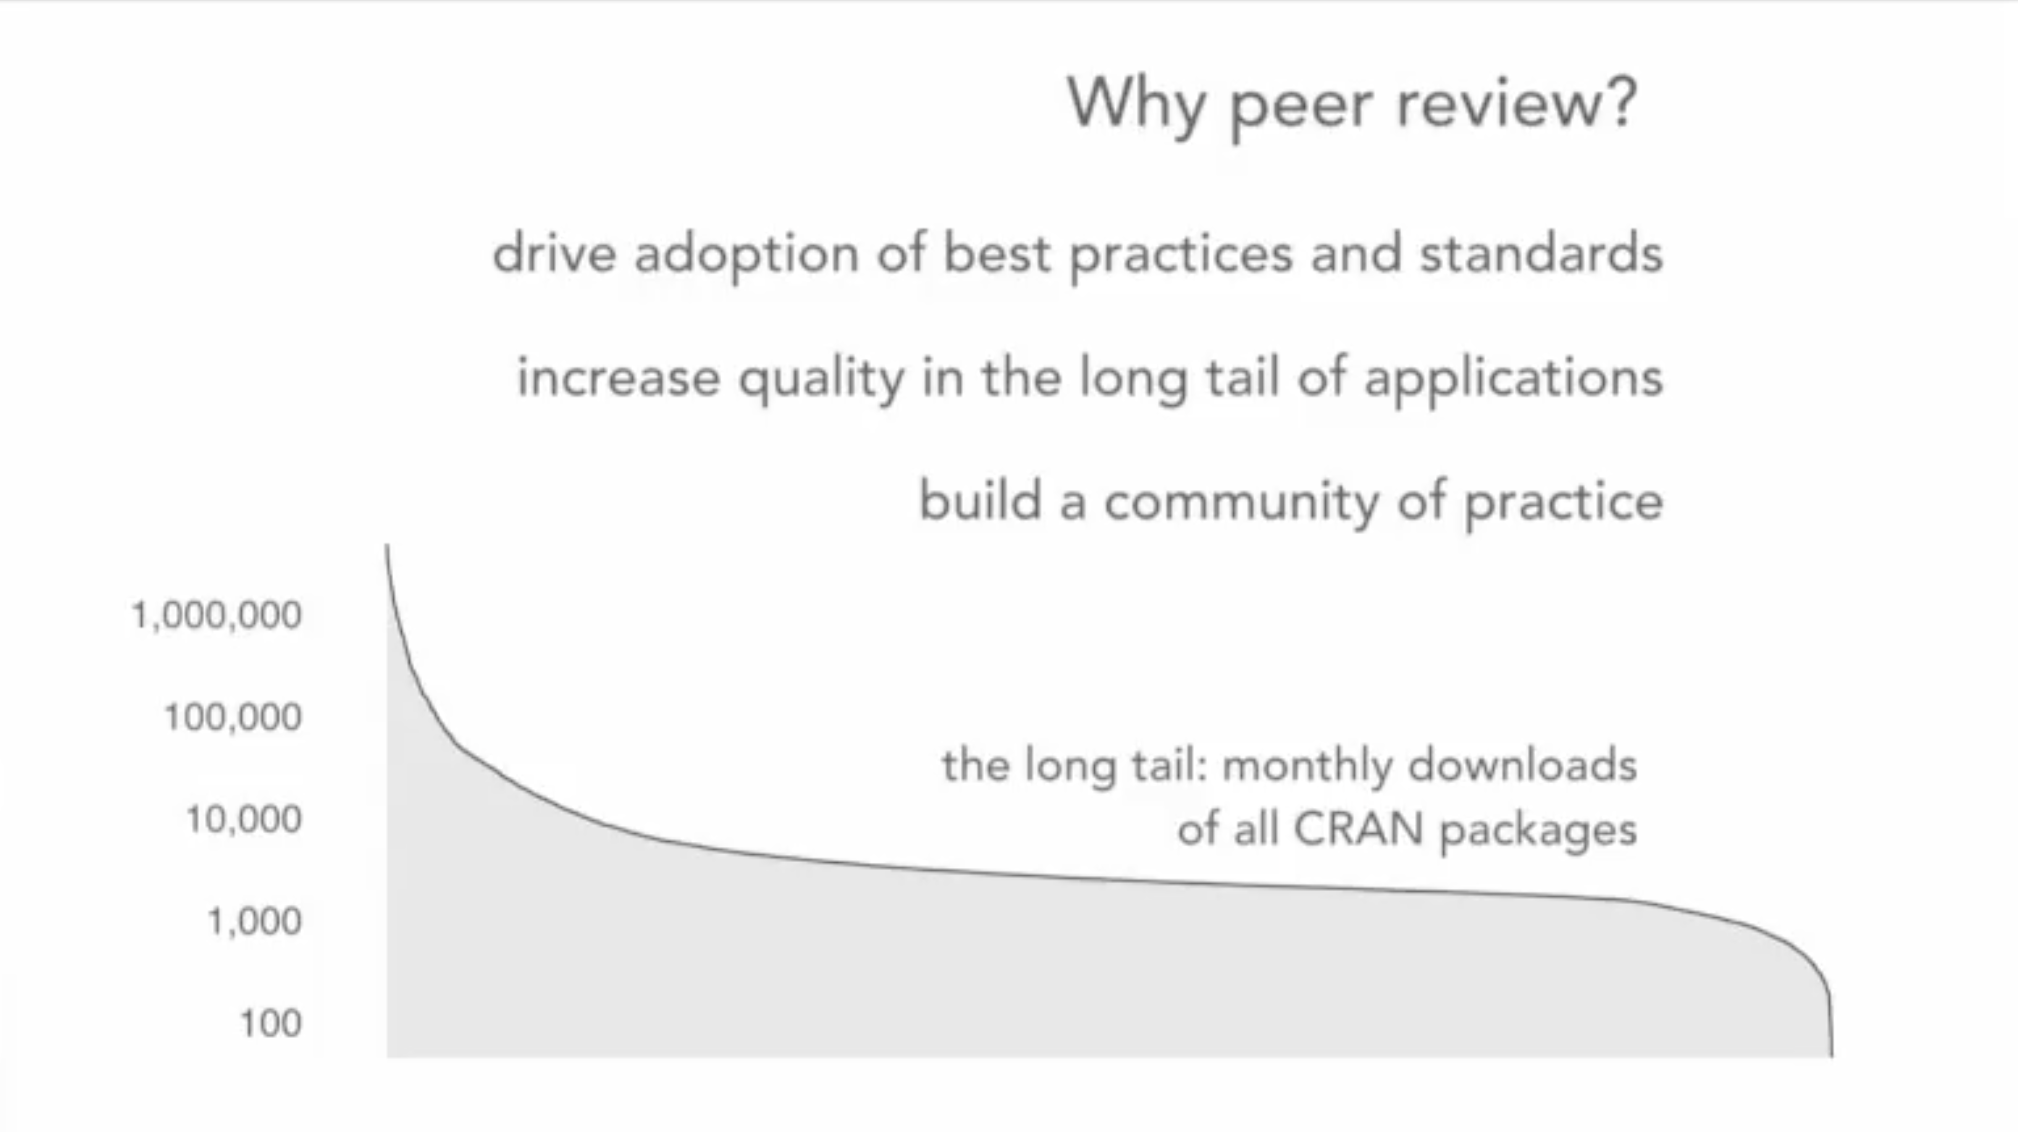 Why peer review?
drive adoption of best practices and standards
increase quality in the long tail of applications
build a community of practice
1,000,000
100,000
the long tail: monthly downloads
of all CRAN packages
10,000
1,000
100